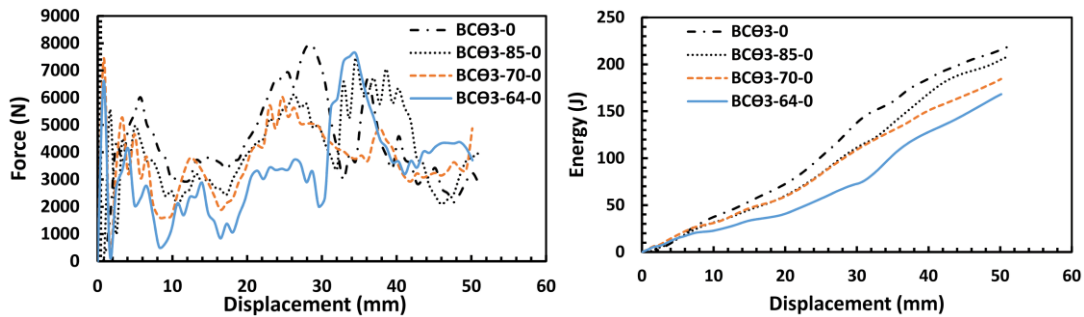 9000
8000
7000
6000
5000
4000
3000
2000
1000
0
Force (N)
0 10 20 30 40 50 60
Displacement (mm)
BCΘ3-0
BCΘ3-85-0
BCΘ3-70-0
BCΘ3-64-0
250
200
150
100
50
0
Energy (J)
0 10 20 30 40 50 60
Displacement (mm)
BCΘ3-0
BCΘ3-85-0
BCΘ3-70-0
BCΘ3-64-0